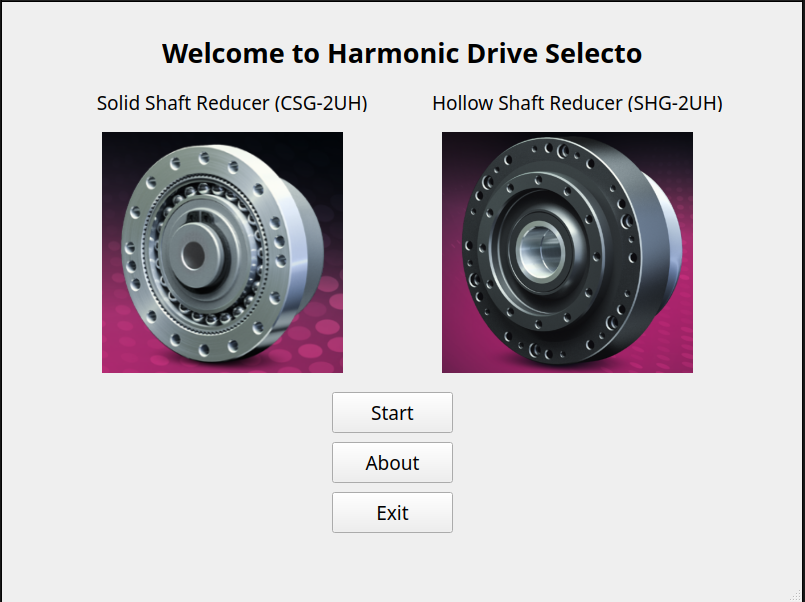 Welcome to Harmonic Drive Selecto
Solid Shaft Reducer (CSG-2UH)
Hollow Shaft Reducer (SHG-2UH)
Start
About
Exit